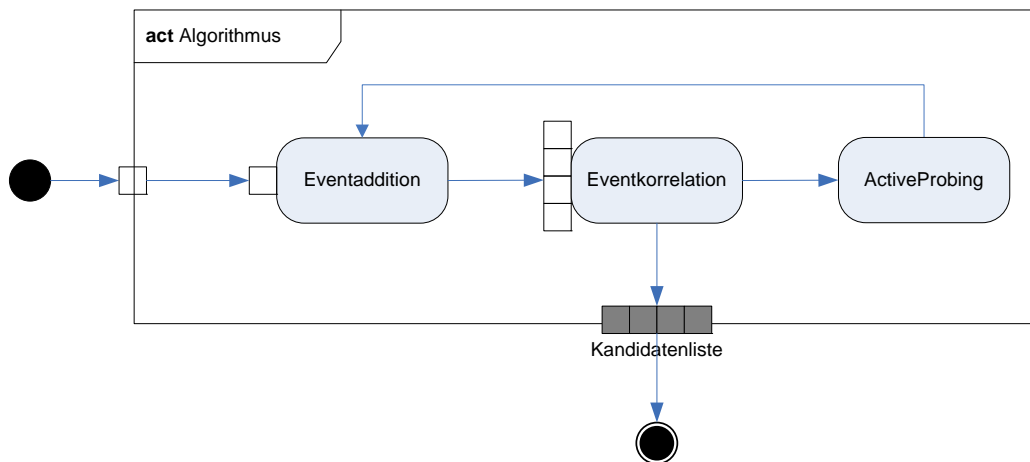 act Algorithmus
Eventaddition
Eventkorrelation
ActiveProbing
Kandidatenliste